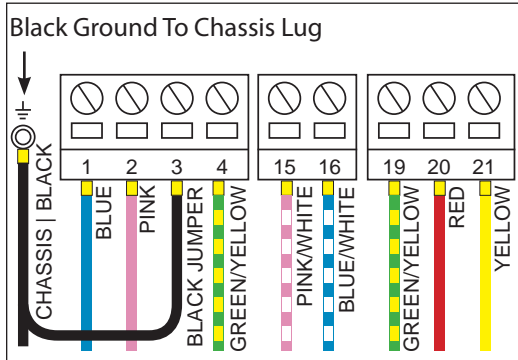 Black Ground To Chassis Lug
1 2 3 4 15 16 19 20 21
CHASSIS | BLACK
BLUE
PINK
BLACK JUMPER
GREEN/YELLOW
PINK/WHITE
BLUE/WHITE
GREEN/YELLOW
RED
YELLOW